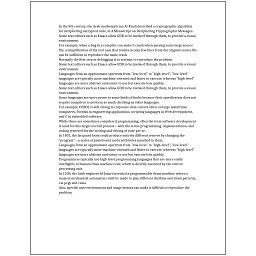 In the 9th century, the Arab mathematician Al-Kindi described a cryptographic algorithm
for deciphering encrypted code, in A Manuscript on Deciphering Cryptographic Messages.
Some text editors such as Emacs allow GDB to be invoked through them, to provide a visual
environment.
For example, when a bug in a compiler can make it crash when parsing some large source
file, a simplification of the test case that results in only few lines from the original source file
can be sufficient to reproduce the same crash.
Normally the first step in debugging is to attempt to reproduce the problem.
Some text editors such as Emacs allow GDB to be invoked through them, to provide a visual
environment.
Languages form an approximate spectrum from "low-level" to "high-level"; "low-level"
languages are typically more machine-oriented and faster to execute, whereas "high-level"
languages are more abstract and easier to use but execute less quickly.
Some text editors such as Emacs allow GDB to be invoked through them, to provide a visual
environment.
Some languages are more prone to some kinds of faults because their specification does not
require compilers to perform as much checking as other languages.
For example, COBOL is still strong in corporate data centers often on large mainframe
computers, Fortran in engineering applications, scripting languages in Web development,
and C in embedded software.
While these are sometimes considered programming, often the term software development
is used for this larger overall process – with the terms programming, implementation, and
coding reserved for the writing and editing of code per se.
In 1801, the Jacquard loom could produce entirely different weaves by changing the
"program" – a series of pasteboard cards with holes punched in them.
Languages form an approximate spectrum from "low-level" to "high-level"; "low-level"
languages are typically more machine-oriented and faster to execute, whereas "high-level"
languages are more abstract and easier to use but execute less quickly.
Programmers typically use high-level programming languages that are more easily
intelligible to humans than machine code, which is directly executed by the central
processing unit.
In 1206, the Arab engineer Al-Jazari invented a programmable drum machine where a
musical mechanical automaton could be made to play different rhythms and drum patterns,
via pegs and cams.
Also, specific user environment and usage history can make it difficult to reproduce the
problem.